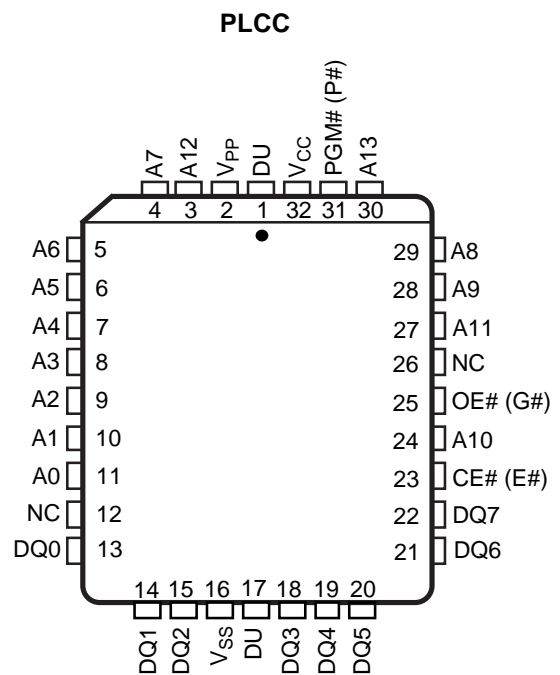 PLCC
A7 A12 VPP DU VCC PGM# (P#) A13
4 3 2 1 32 31 30
A6 5 29 A8
A5 6 28 A9
A4 7 27 A11
A3 8 26 NC
A2 9 25 OE# (G#)
A1 10 24 A10
A0 11 23 CE# (E#)
NC 12 22 DQ7
DQ0 13 21 DQ6
14 15 16 17 18 19 20
DQ1 DQ2 VSS DU DQ3 DQ4 DQ5